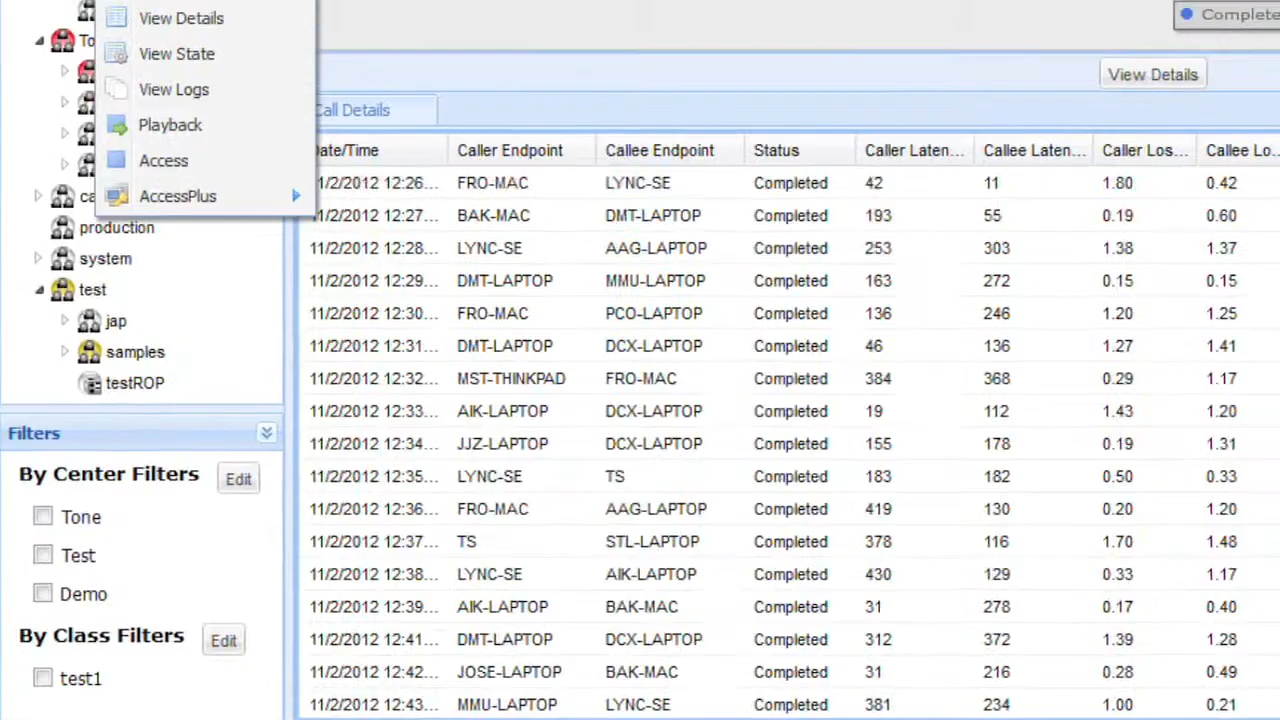 View Details
View State
View Logs
Playback
Access
AccessPlus
To
ca
production
system
test
jap
samples
testROP
Filters
By Center Filters Edit
Tone
Test
Demo
By Class Filters Edit
test1
Complete
View Details
Call Details
Date/Time Caller Endpoint Callee Endpoint Status Caller Laten... Callee Laten... Caller Los... Callee Lo...
11/2/2012 12:26... FRO-MAC LYNC-SE Completed 42 11 1.80 0.42
11/2/2012 12:27... BAK-MAC DMT-LAPTOP Completed 193 55 0.19 0.60
11/2/2012 12:28... LYNC-SE AAG-LAPTOP Completed 253 303 1.38 1.37
11/2/2012 12:29... DMT-LAPTOP MMU-LAPTOP Completed 163 272 0.15 0.15
11/2/2012 12:30... FRO-MAC PCO-LAPTOP Completed 136 246 1.20 1.25
11/2/2012 12:31... DMT-LAPTOP DCX-LAPTOP Completed 46 136 1.27 1.41
11/2/2012 12:32... MST-THINKPAD FRO-MAC Completed 384 368 0.29 1.17
11/2/2012 12:33... AIK-LAPTOP DCX-LAPTOP Completed 19 112 1.43 1.20
11/2/2012 12:34... JJZ-LAPTOP DCX-LAPTOP Completed 155 178 0.19 1.31
11/2/2012 12:35... LYNC-SE TS Completed 183 182 0.50 0.33
11/2/2012 12:36... FRO-MAC AAG-LAPTOP Completed 419 130 0.20 1.20
11/2/2012 12:37... TS STL-LAPTOP Completed 378 116 1.70 1.48
11/2/2012 12:38... LYNC-SE AIK-LAPTOP Completed 430 129 0.33 1.17
11/2/2012 12:39... AIK-LAPTOP BAK-MAC Completed 31 278 0.17 0.40
11/2/2012 12:41... DMT-LAPTOP DCX-LAPTOP Completed 312 372 1.39 1.28
11/2/2012 12:42... JOSE-LAPTOP BAK-MAC Completed 31 216 0.28 0.49
11/2/2012 12:43... MMU-LAPTOP LYNC-SE Completed 381 234 1.00 0.21